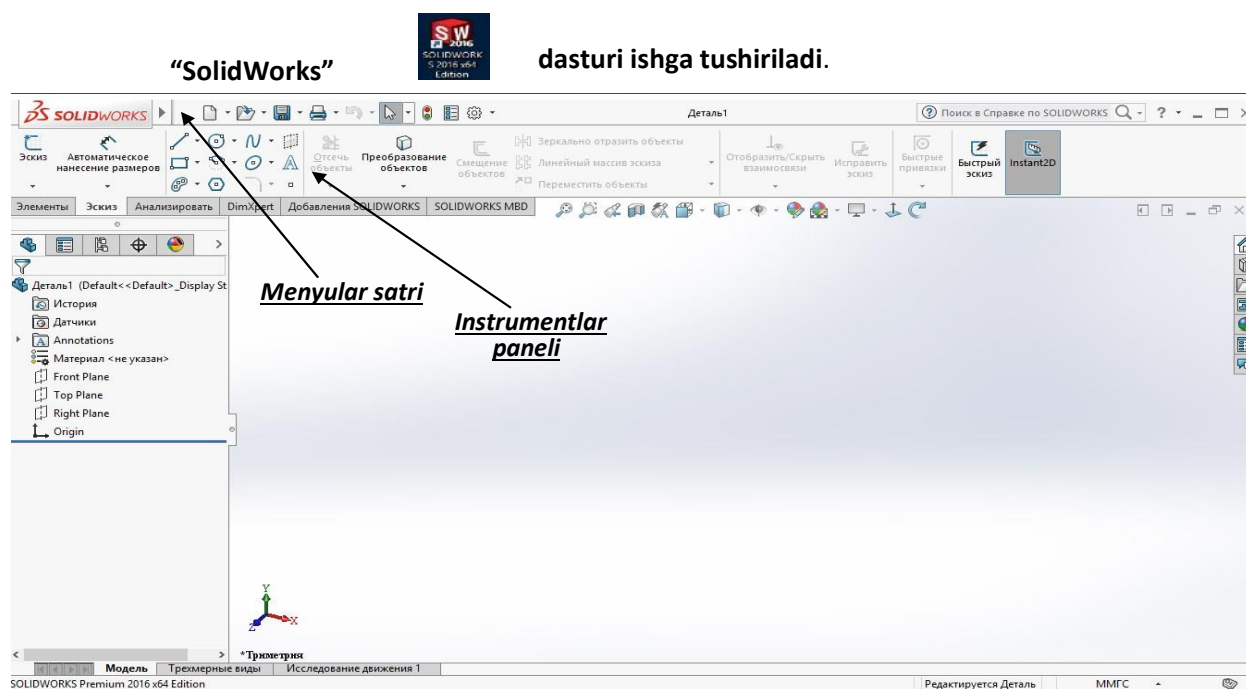 “SolidWorks”
SW
2016
SOLIDWORK
S 2016 x64
Edition
dasturi ishga tushiriladi.
SOLIDWORKS
Деталь1
Поиск в Справке по SOLIDWORKS
?
Эскиз
Автоматическое
нанесение размеров
Отсечь
объекты
Преобразование
объектов
Смещение
объектов
Зеркально отразить объекты
Линейный массив эскиза
Переместить объекты
Отобразить/Скрыть
взаимосвязи
Исправить
эскиз
Быстрые
привязки
Быстрый
эскиз
Instant2D
Элементы Эскиз Анализировать DimXpert Добавления SOLIDWORKS SOLIDWORKS MBD
Деталь1 (Default<<Default>_Display St
История
Датчики
Annotations
Материал <не указан>
Front Plane
Top Plane
Right Plane
Origin
Menyular satri
Instrumentlar
paneli
Y
X
Z
*Триметрия
Модель Трехмерные виды Исследование движения 1
SOLIDWORKS Premium 2016 x64 Edition
Редактируется Деталь ММГС